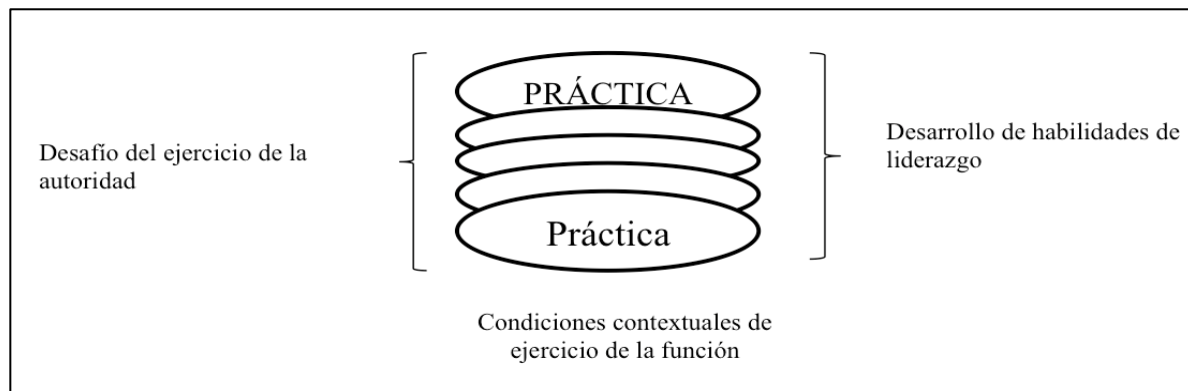 PRÁCTICA
Desafío del ejercicio de la
autoridad
Desarrollo de habilidades de
liderazgo
Práctica
Condiciones contextuales de
ejercicio de la función